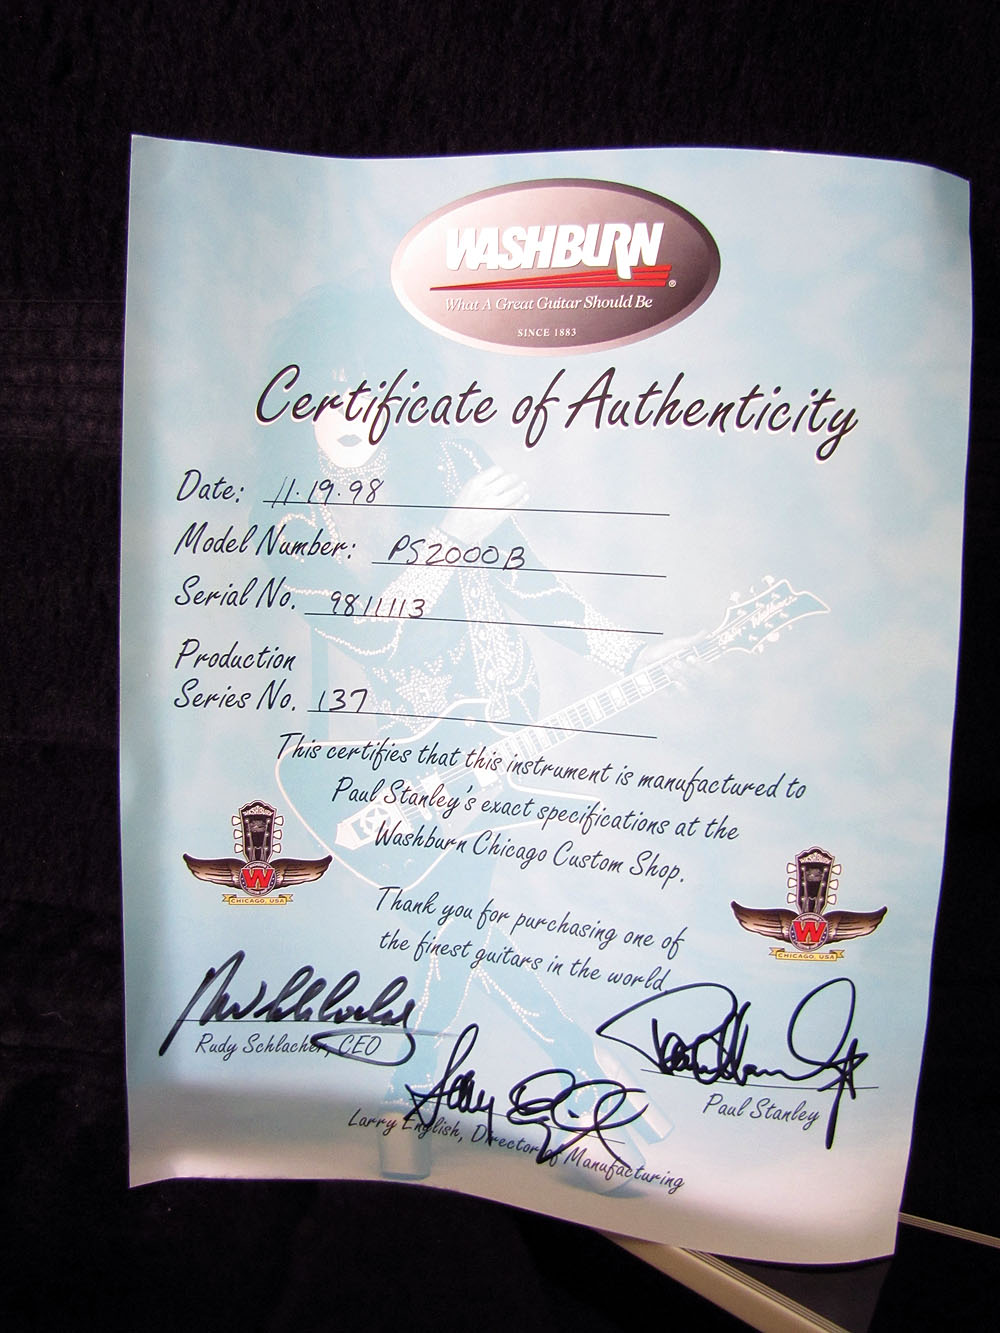 WASHBURN
®
What A Great Guitar Should Be
SINCE 1883
Certificate of Authenticity
Date: 11·19·98
Model Number: PS2000B
Serial No. 9811113
Production
Series No. 137
This certifies that this instrument is manufactured to
Paul Stanley's exact specifications at the
Washburn Chicago Custom Shop.
Thank you for purchasing one of
the finest guitars in the world
W
CHICAGO, USA
W
CHICAGO, USA
Rudy Schlacher, CEO
Larry English, Director of Manufacturing
Paul Stanley